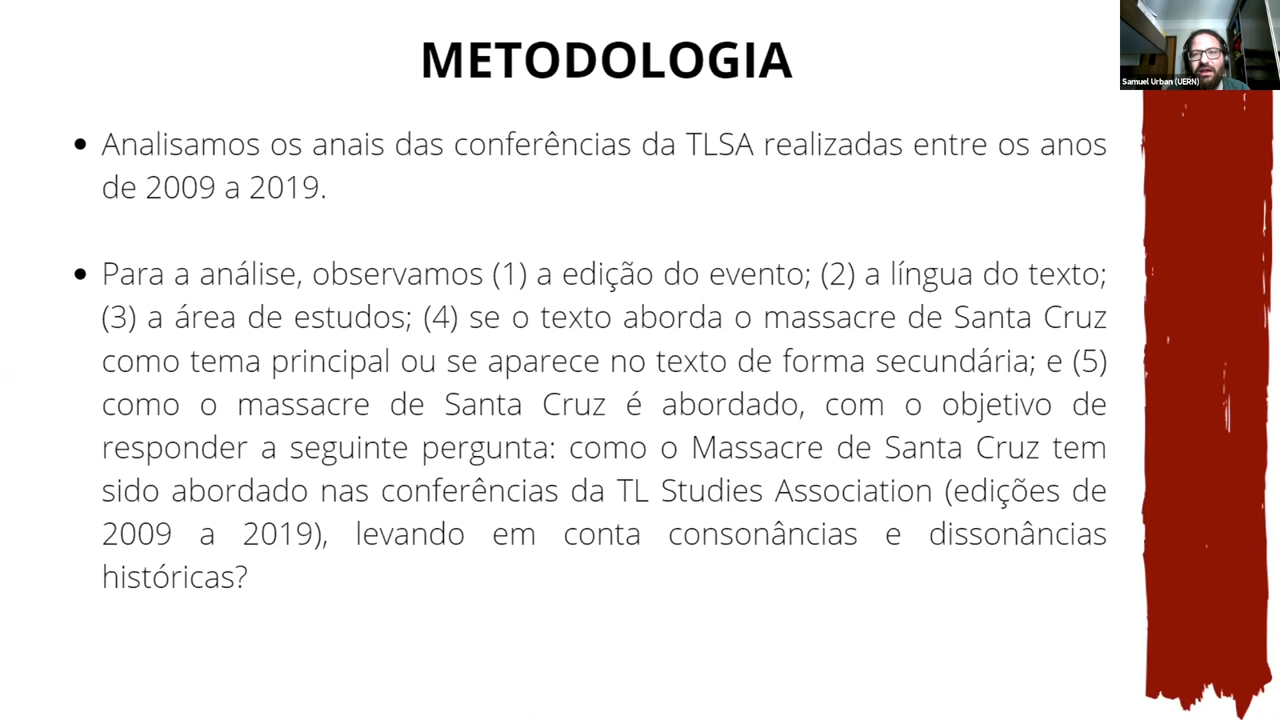 METODOLOGIA
Samuel Urban (UERN)
• Analisamos os anais das conferências da TLSA realizadas entre os anos
de 2009 a 2019.
• Para a análise, observamos (1) a edição do evento; (2) a língua do texto;
(3) a área de estudos; (4) se o texto aborda o massacre de Santa Cruz
como tema principal ou se aparece no texto de forma secundária; e (5)
como o massacre de Santa Cruz é abordado, com o objetivo de
responder a seguinte pergunta: como o Massacre de Santa Cruz tem
sido abordado nas conferências da TL Studies Association (edições de
2009 a 2019), levando em conta consonâncias e dissonâncias
históricas?